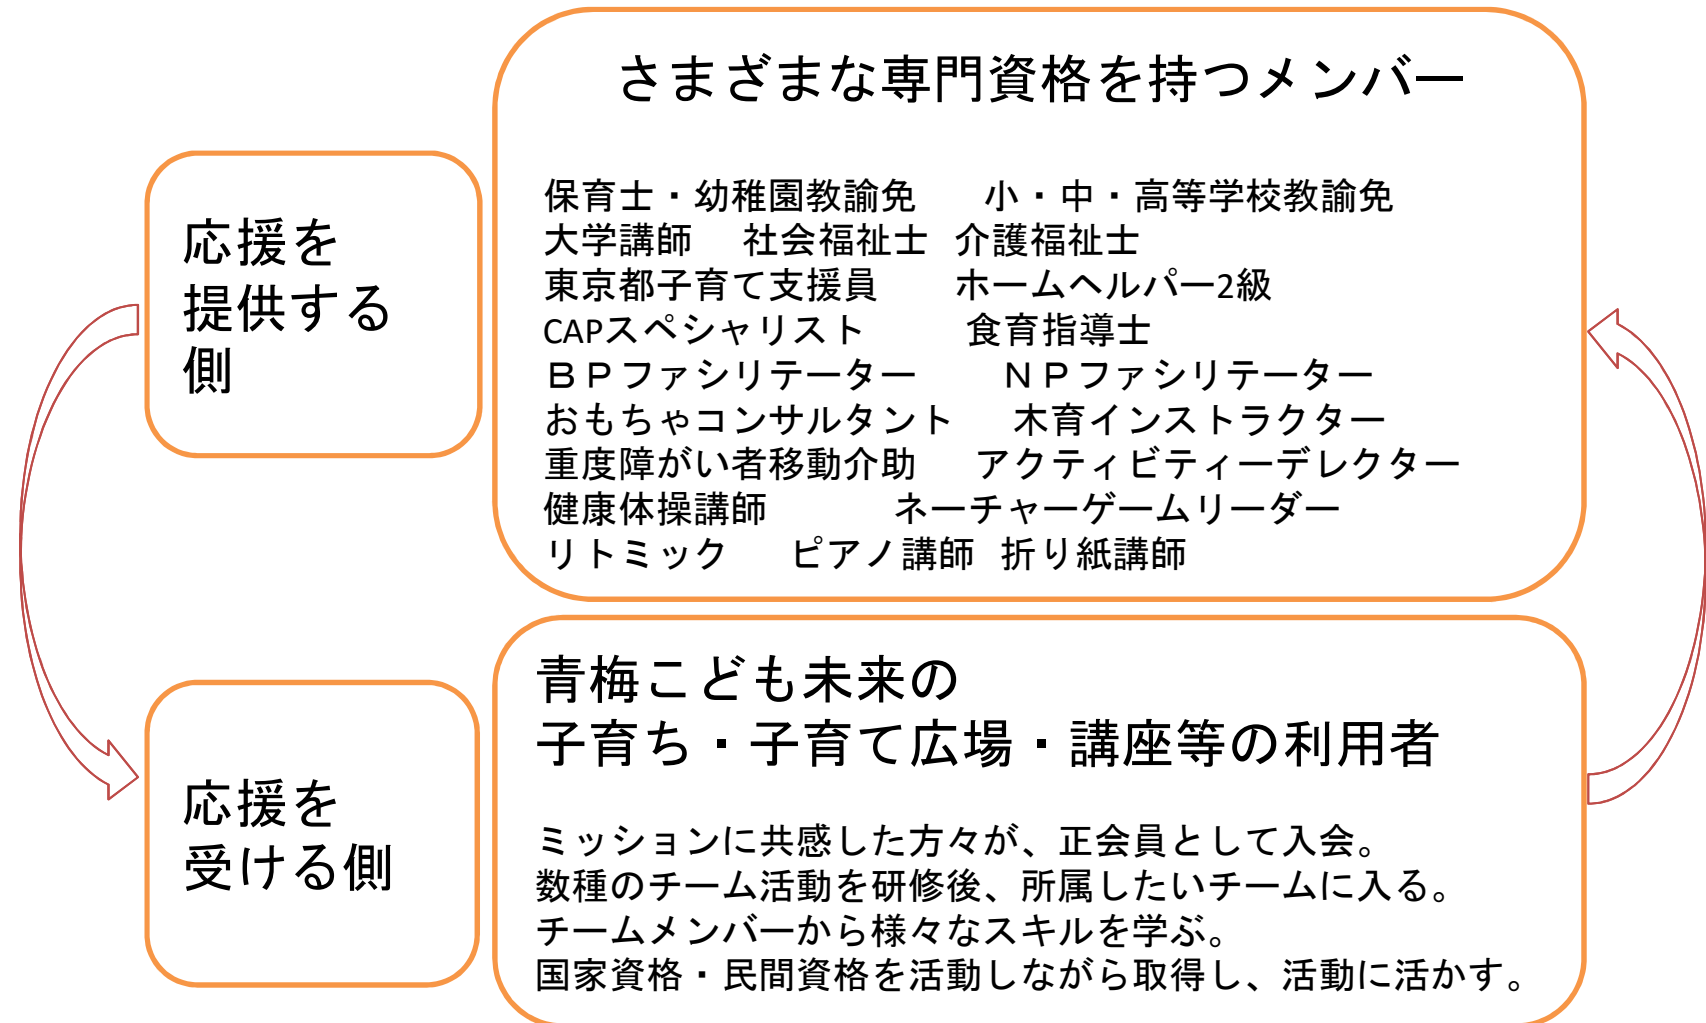 さまざまな専門資格を持つメンバー
応援を
提供する
側
保育士・幼稚園教諭免　　小・中・高等学校教諭免
大学講師　社会福祉士　介護福祉士
東京都子育て支援員　　ホームヘルパー2級
CAPスペシャリスト　　食育指導士
ＢＰファシリテーター　　ＮＰファシリテーター
おもちゃコンサルタント　木育インストラクター
重度障がい者移動介助　アクティビティーデレクター
健康体操講師　　　ネーチャーゲームリーダー
リトミック　ピアノ講師　折り紙講師
応援を
受ける側
青梅こども未来の
子育ち・子育て広場・講座等の利用者
ミッションに共感した方々が、正会員として入会。
数種のチーム活動を研修後、所属したいチームに入る。
チームメンバーから様々なスキルを学ぶ。
国家資格・民間資格を活動しながら取得し、活動に活かす。